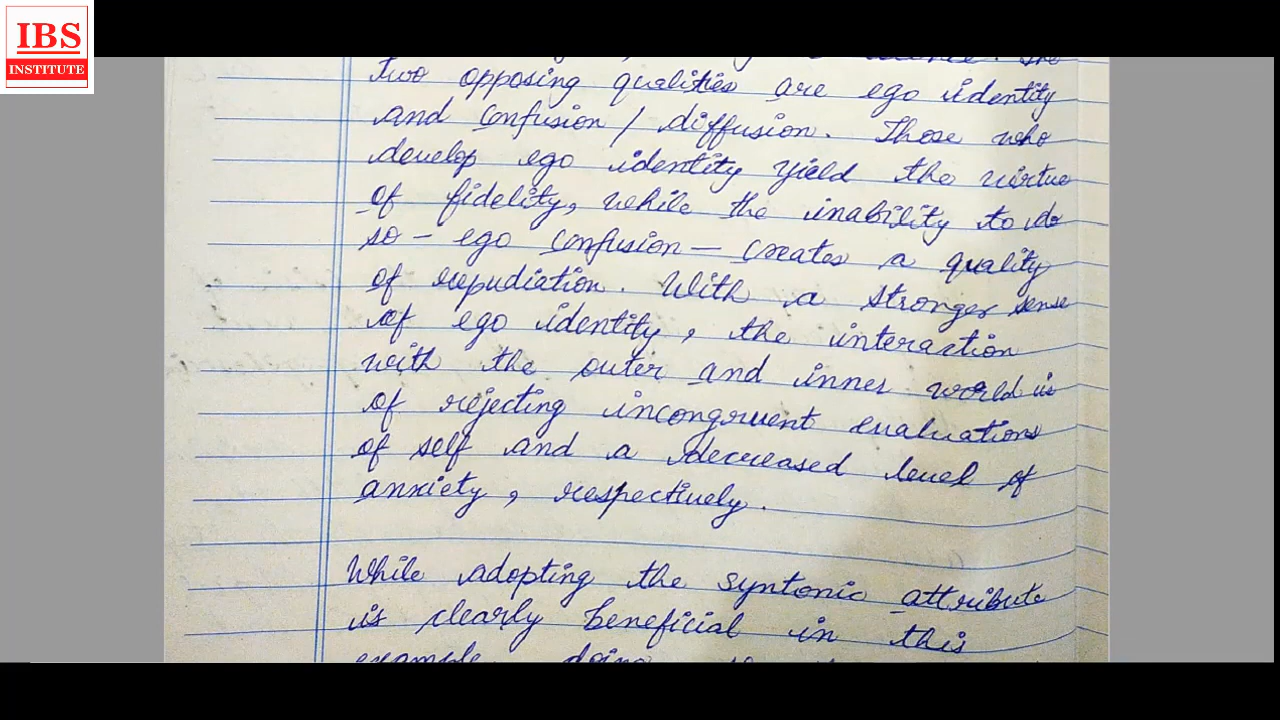 IBS
INSTITUTE
two opposing qualities are ego identity
and confusion / diffusion. Those who
develop ego identity yield the virtue
of fidelity, while the inability to do
so - ego confusion - creates a quality
of repudiation. With a stronger sense
of ego identity, the interaction
with the outer and inner world is
of rejecting incongruent evaluations
of self and a decreased level of
anxiety, respectively.
While adopting the syntonic attribute
is clearly beneficial in this
example, doing